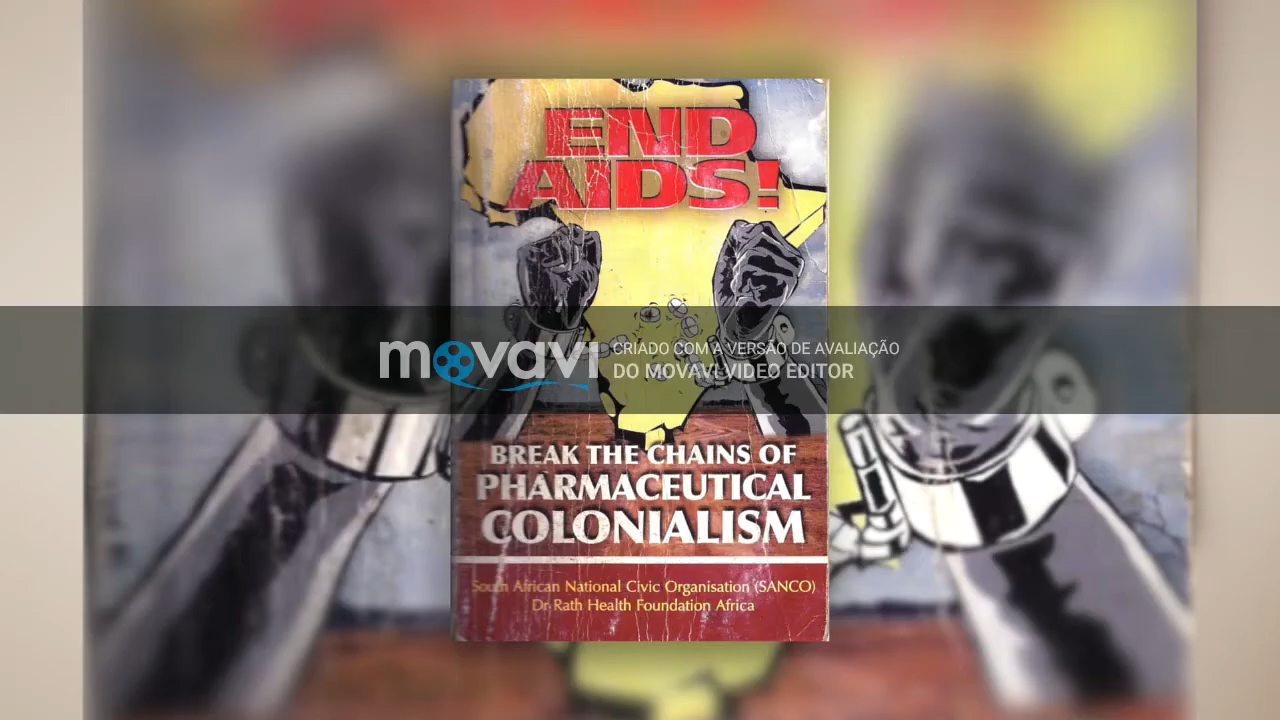 END
AIDS!
movavi
CRIADO COM A VERSÃO DE AVALIAÇÃO
DO MOVAVI VIDEO EDITOR
BREAK THE CHAINS OF
PHARMACEUTICAL
COLONIALISM
South African National Civic Organisation (SANCO)
Dr Rath Health Foundation Africa